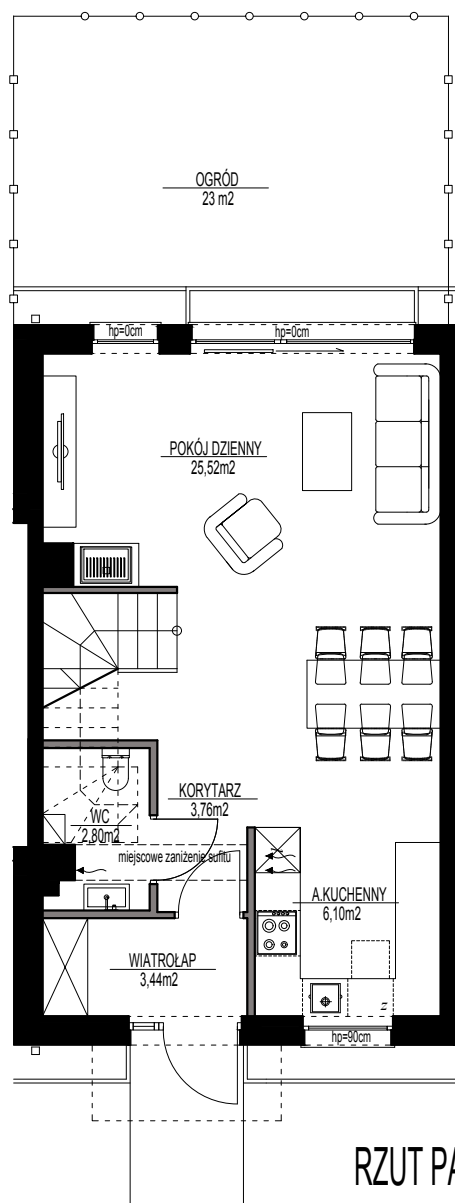 OGRÓD
23 m2
hp=0cm
hp=0cm
POKÓJ DZIENNY
25,52m2
KORYTARZ
3,76m2
WC
2,80m2
miejscowe zaniżenie sufitu
A.KUCHENNY
6,10m2
WIATROŁAP
3,44m2
z
hp=90cm
RZUT PA